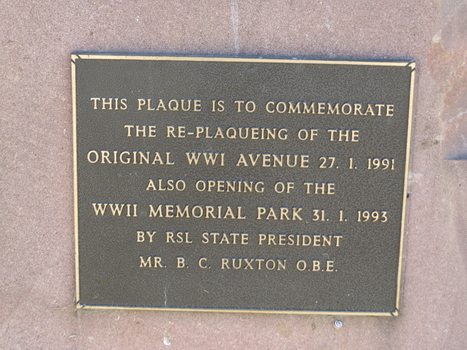 THIS PLAQUE IS TO COMMEMORATE
THE RE-PLAQUEING OF THE
ORIGINAL WWI AVENUE 27. 1. 1991
ALSO OPENING OF THE
WWII MEMORIAL PARK 31. 1. 1993
BY RSL STATE PRESIDENT
MR. B. C. RUXTON O.B.E.